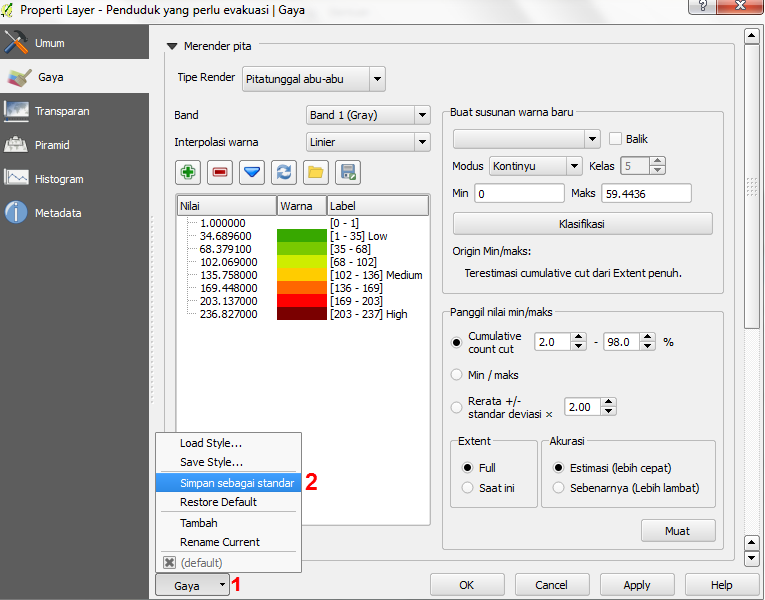 Properti Layer - Penduduk yang perlu evakuasi | Gaya
Umum
Gaya
Transparan
Piramid
Histogram
Metadata
Merender pita
Tipe Render Pitatunggal abu-abu
Band Band 1 (Gray)
Interpolasi warna Linier
Nilai Warna Label
1.000000 [0 - 1]
34.689600 [1 - 35] Low
68.379100 [35 - 68]
102.069000 [68 - 102]
135.758000 [102 - 136] Medium
169.448000 [136 - 169]
203.137000 [169 - 203]
236.827000 [203 - 237] High
Buat susunan warna baru
Balik
Modus Kontinyu Kelas 5
Min 0 Maks 59.4436
Klasifikasi
Origin Min/maks:
Terestimasi cumulative cut dari Extent penuh.
Panggil nilai min/maks
Cumulative
count cut 2.0 - 98.0 %
Min / maks
Rerata +/-
standar deviasi × 2.00
Extent
Full
Saat ini
Akurasi
Estimasi (lebih cepat)
Sebenarnya (Lebih lambat)
Muat
Load Style...
Save Style...
Simpan sebagai standar 2
Restore Default
Tambah
Rename Current
(default)
Gaya 1
OK Cancel Apply Help